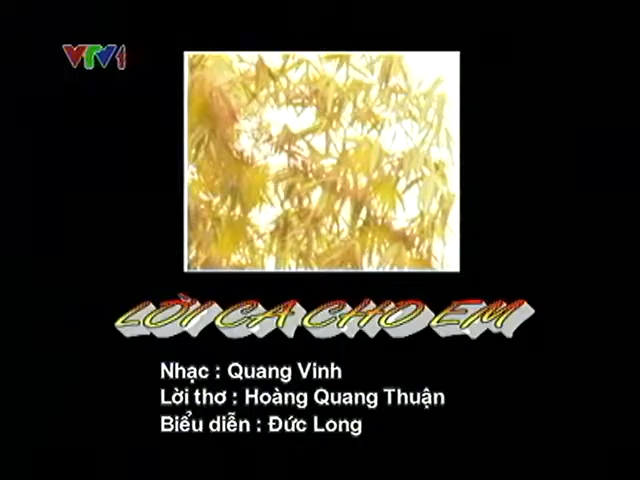 VTV1
LỜI CA CHO EM
Nhạc : Quang Vinh
Lời thơ : Hoàng Quang Thuận
Biểu diễn : Đức Long